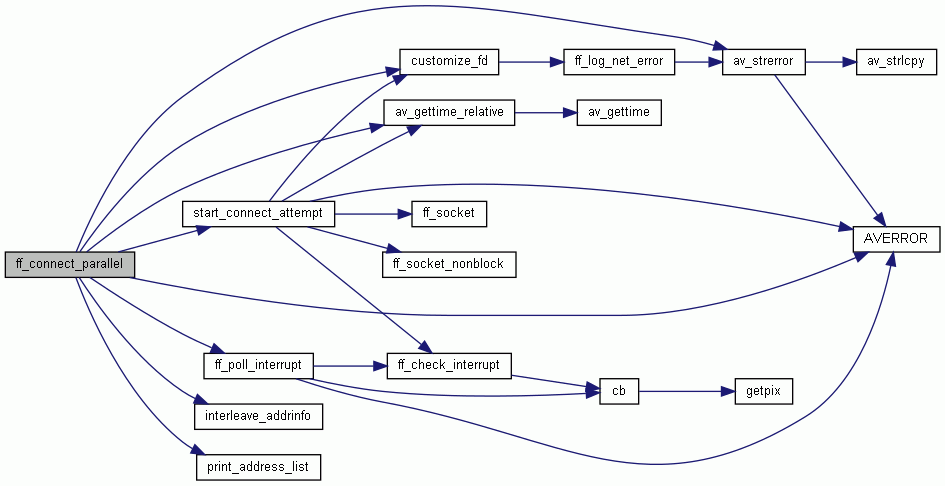 customize_fd
ff_log_net_error
av_strerror
av_strlcpy
av_gettime_relative
av_gettime
start_connect_attempt
ff_socket
AVERROR
ff_connect_parallel
ff_socket_nonblock
ff_poll_interrupt
ff_check_interrupt
cb
getpix
interleave_addrinfo
print_address_list